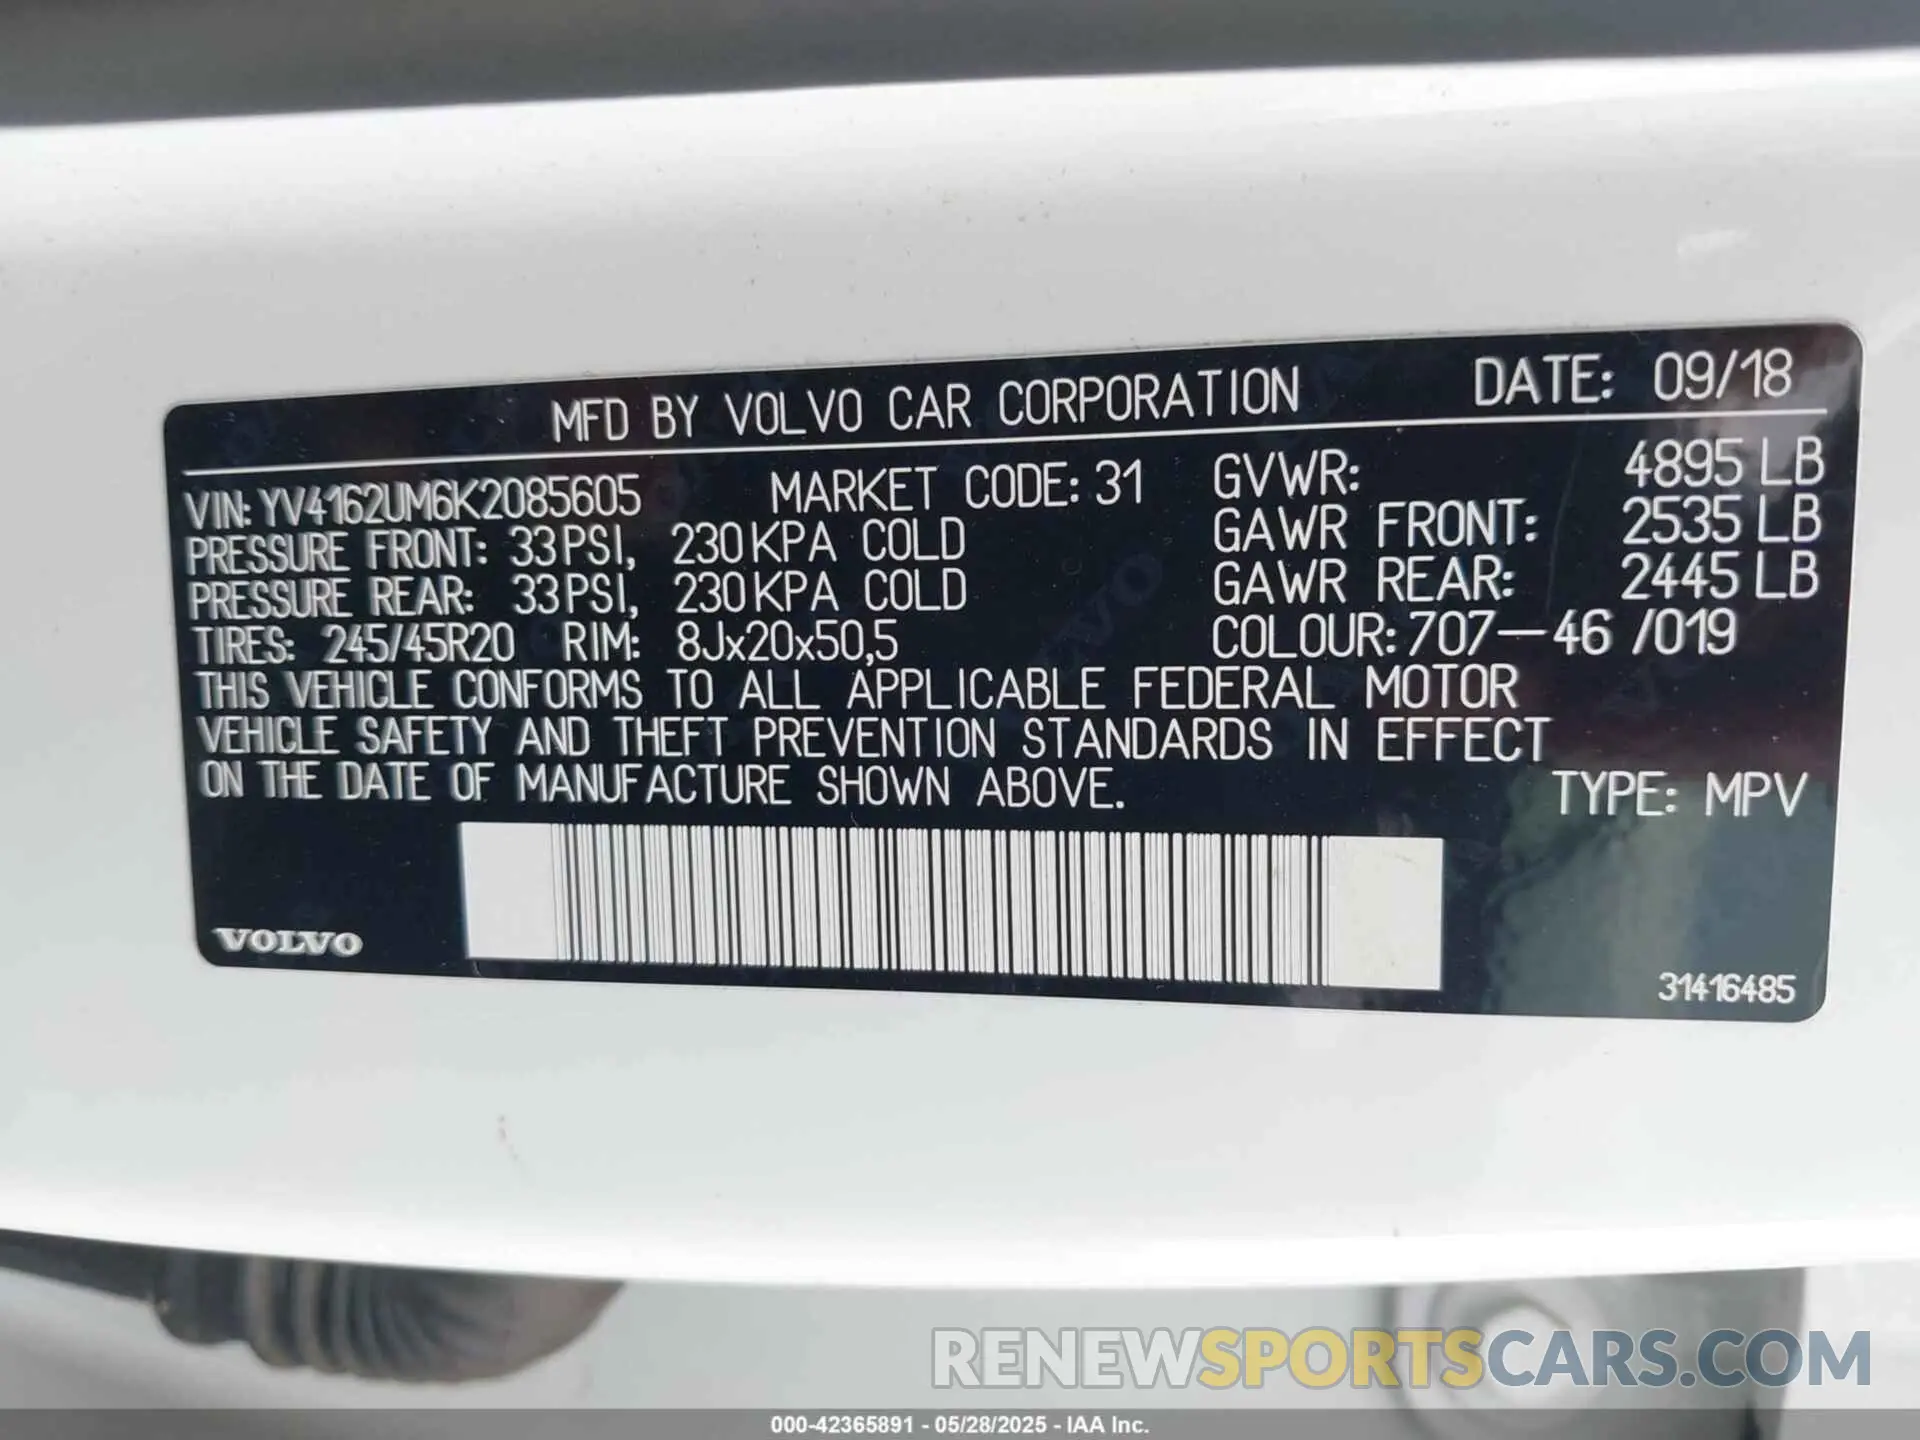 MFD BY VOLVO CAR CORPORATION DATE: 09/18
VIN: YV4162UM6K2085605 MARKET CODE: 31 GVWR: 4895 LB
PRESSURE FRONT: 33 PSI, 230 KPA COLD GAWR FRONT: 2535 LB
PRESSURE REAR: 33 PSI, 230 KPA COLD GAWR REAR: 2445 LB
TIRES: 245/45R20 RIM: 8Jx20x50,5 COLOUR: 707-46 /019
THIS VEHICLE CONFORMS TO ALL APPLICABLE FEDERAL MOTOR
VEHICLE SAFETY AND THEFT PREVENTION STANDARDS IN EFFECT
ON THE DATE OF MANUFACTURE SHOWN ABOVE.
TYPE: MPV
VOLVO
31416485
RENEWSPORTSCARS.COM
000-42365891 - 05/28/2025 - IAA Inc.